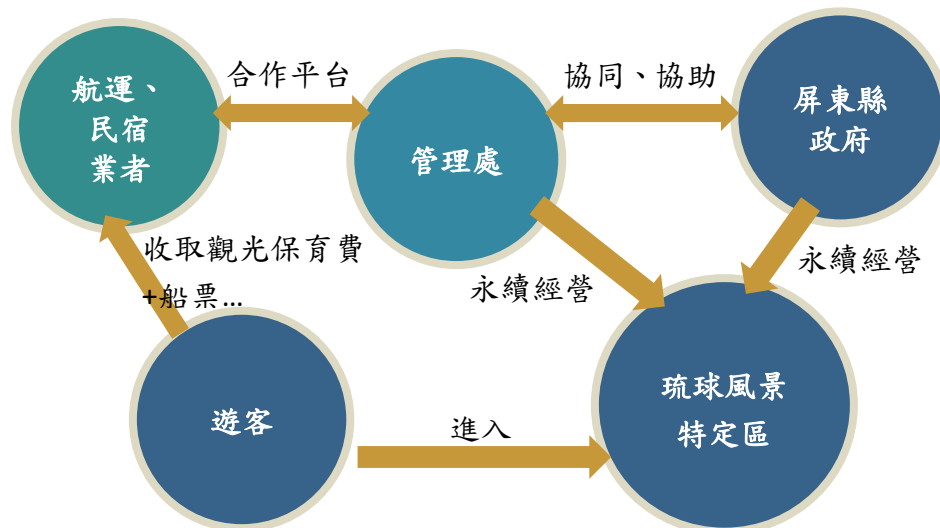 航運、
民宿
業者
合作平台
管理處
協同、協助
屏東縣
政府
收取觀光保育費
+船票…
永續經營
永續經營
遊客
進入
琉球風景
特定區